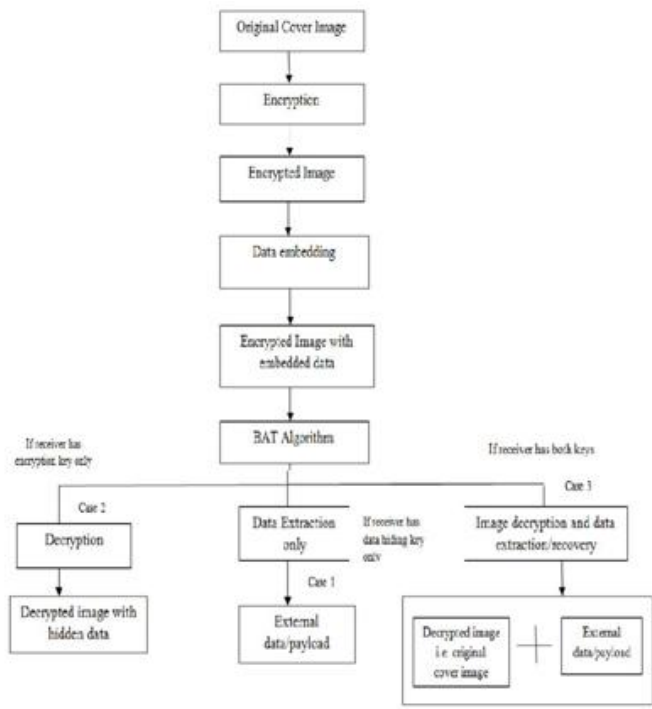 Original Cover Image
Encryption
Encrypted Image
Data embedding
Encrypted Image with
embedded data
BAT Algorithm
If receiver has
encryption key only
If receiver has both keys
Case 2
Case 3
Decryption
Data Extraction
only
If receiver has
data hiding key
only
Image decryption and data
extraction/recovery
Case 1
Decrypted image with
hidden data
External
data/payload
Decrypted image
i.e. original
cover image
External
data/payload